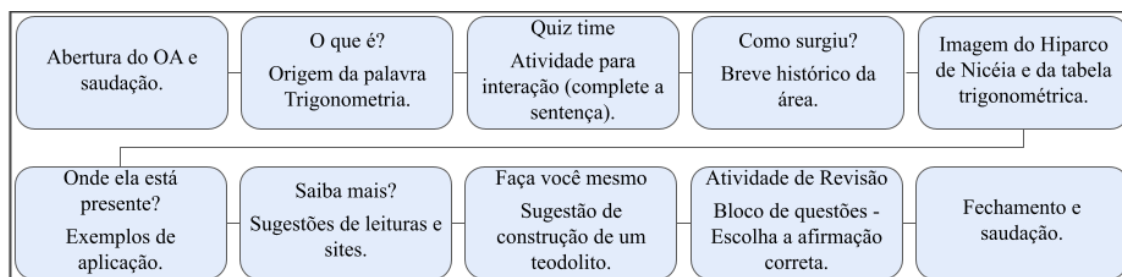 Abertura do OA e
saudação.
O que é?
Origem da palavra
Trigonometria.
Quiz time
Atividade para
interação (complete a
sentença).
Como surgiu?
Breve histórico da
área.
Imagem do Hiparco
de Nicéia e da tabela
trigonométrica.
Onde ela está
presente?
Exemplos de
aplicação.
Saiba mais?
Sugestões de leituras e
sites.
Faça você mesmo
Sugestão de
construção de um
teodolito.
Atividade de Revisão
Bloco de questões -
Escolha a afirmação
correta.
Fechamento e
saudação.